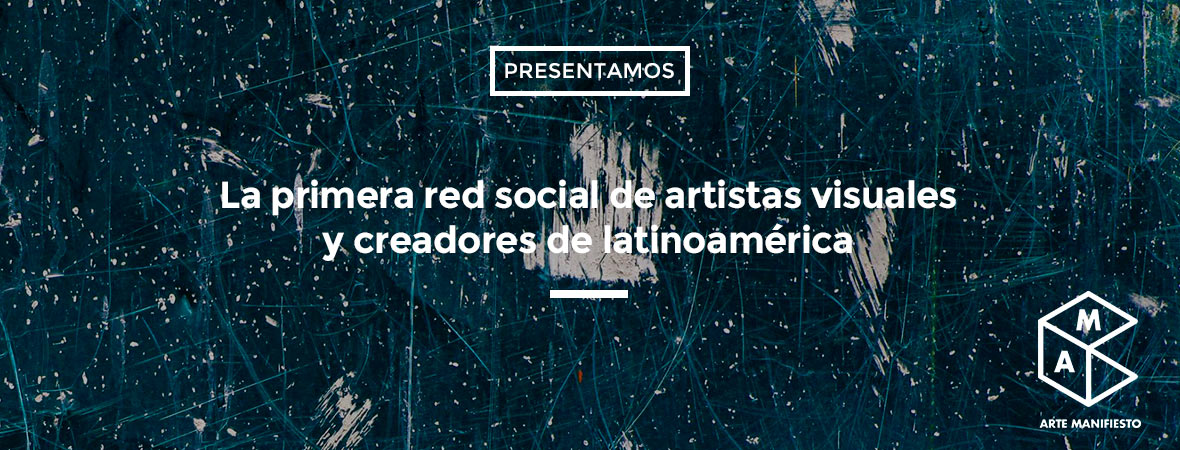 PRESENTAMOS
La primera red social de artistas visuales
y creadores de latinoamérica
M
A
ARTE MANIFIESTO